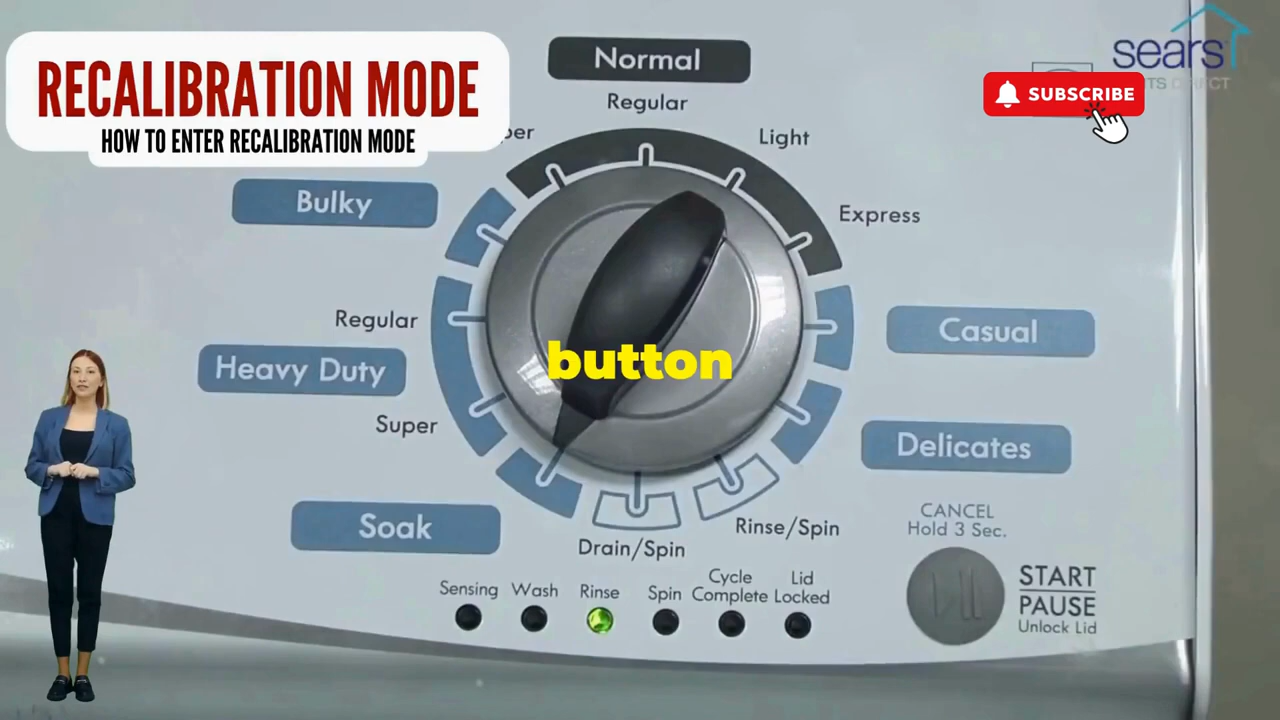 RECALIBRATION MODE
HOW TO ENTER RECALIBRATION MODE
sears
DIRECT
SUBSCRIBE
Normal
Regular
Light
Express
Bulky
Regular
Heavy Duty
Super
Casual
Delicates
button
Soak
Drain/Spin
Rinse/Spin
CANCEL
Hold 3 Sec.
START
PAUSE
Unlock Lid
Sensing
Wash
Rinse
Spin
Cycle
Complete
Lid
Locked